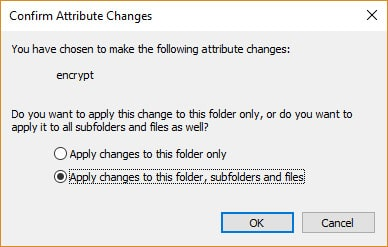 Confirm Attribute Changes
You have chosen to make the following attribute changes:
encrypt
Do you want to apply this change to this folder only, or do you want to
apply it to all subfolders and files as well?
Apply changes to this folder only
Apply changes to this folder, subfolders and files
OK Cancel